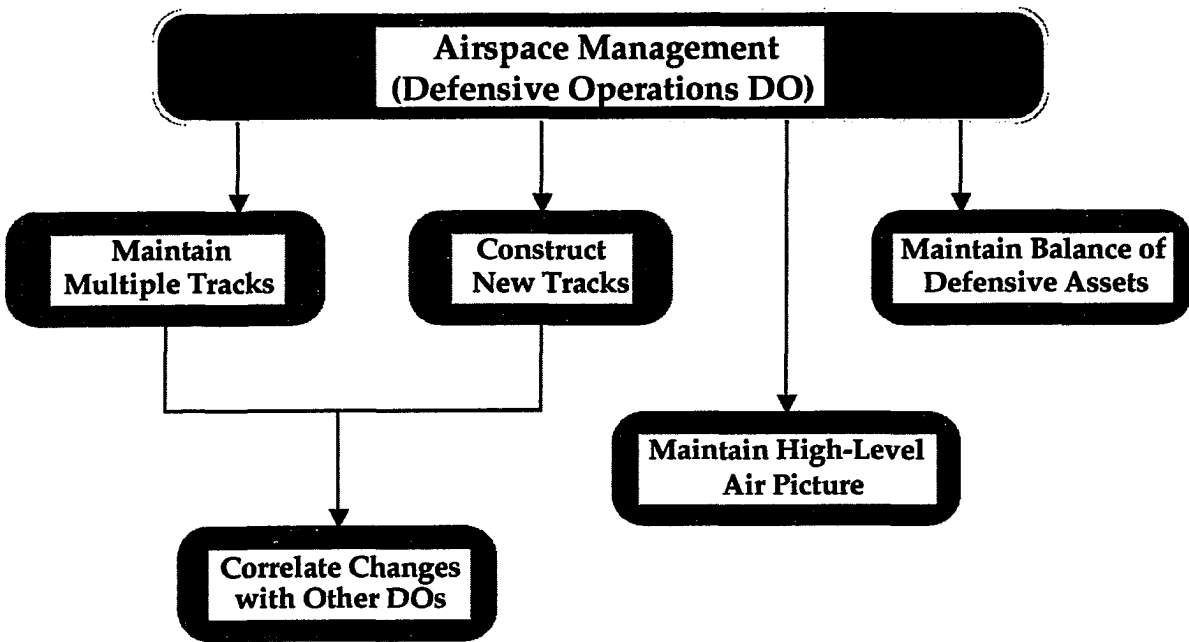 Airspace Management
(Defensive Operations DO)
Maintain
Multiple Tracks
Construct
New Tracks
Maintain Balance of
Defensive Assets
Maintain High-Level
Air Picture
Correlate Changes
with Other DOs